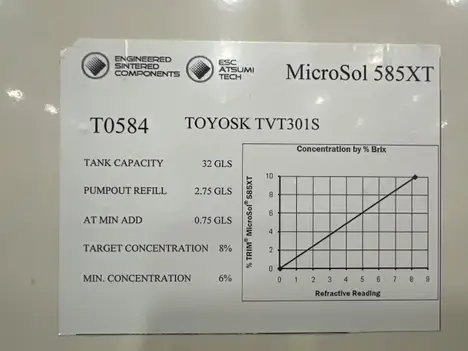 ENGINEERED
SINTERED
COMPONENTS
ESC
ATSUMI
TECH
MicroSol 585XT
T0584 TOYOSK TVT301S
TANK CAPACITY 32 GLS
PUMPOUT REFILL 2.75 GLS
AT MIN ADD 0.75 GLS
TARGET CONCENTRATION 8%
MIN. CONCENTRATION 6%
Concentration by % Brix
% TRIM® MicroSol® 585XT
10
8
6
4
2
0
0 1 2 3 4 5 6 7 8 9
Refractive Reading